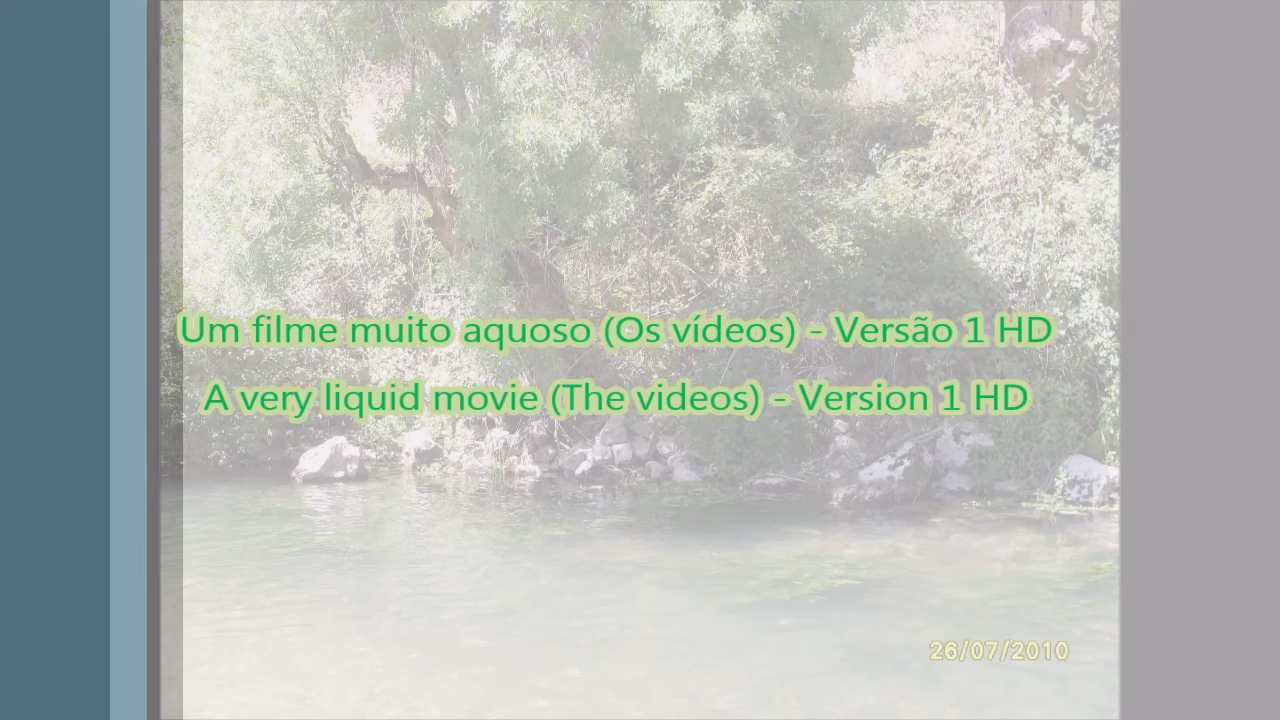 Um filme muito aquoso (Os vídeos) - Versão 1 HD
A very liquid movie (The videos) - Version 1 HD
26/07/2010